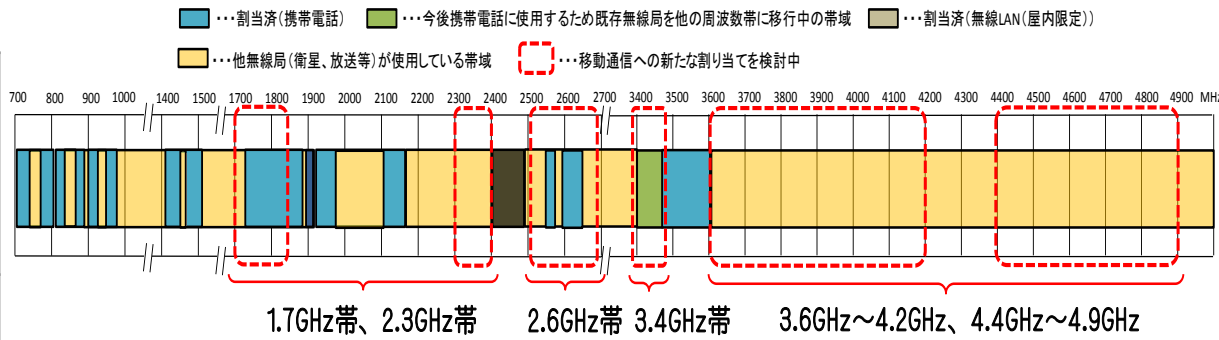 ・・・割当済(携帯電話) ・・・今後携帯電話に使用するため既存無線局を他の周波数帯に移行中の帯域 ・・・割当済(無線LAN(屋内限定))
・・・他無線局(衛星、放送等)が使用している帯域 ・・・移動通信への新たな割り当てを検討中
700 800 900 1000 1400 1500 1700 1900 2000 2100 2200 2300 2400 2500 2600 2700 3400 3500 3600 3700 3800 3900 4000 4100 4200 4300 4400 4500 4600 4700 4800 4900 MHz
1800
1.7GHz帯、2.3GHz帯 2.6GHz帯 3.4GHz帯 3.6GHz～4.2GHz、4.4GHz～4.9GHz